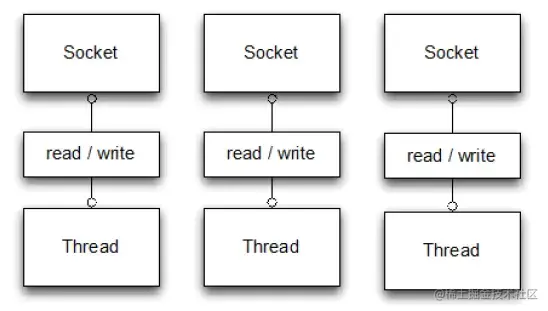 Socket
Socket
Socket
read / write
read / write
read / write
Thread
Thread
Thread
@稀土掘金技术社区